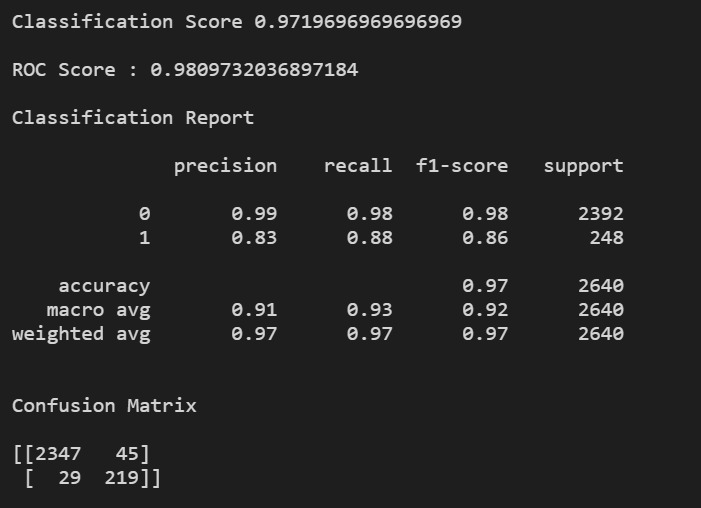 Classification Score 0.9719696969696969
ROC Score : 0.9809732036897184
Classification Report
precision recall f1-score support
0 0.99 0.98 0.98 2392
1 0.83 0.88 0.86 248
accuracy 0.97 2640
macro avg 0.91 0.93 0.92 2640
weighted avg 0.97 0.97 0.97 2640
Confusion Matrix
[[2347 45]
[ 29 219]]